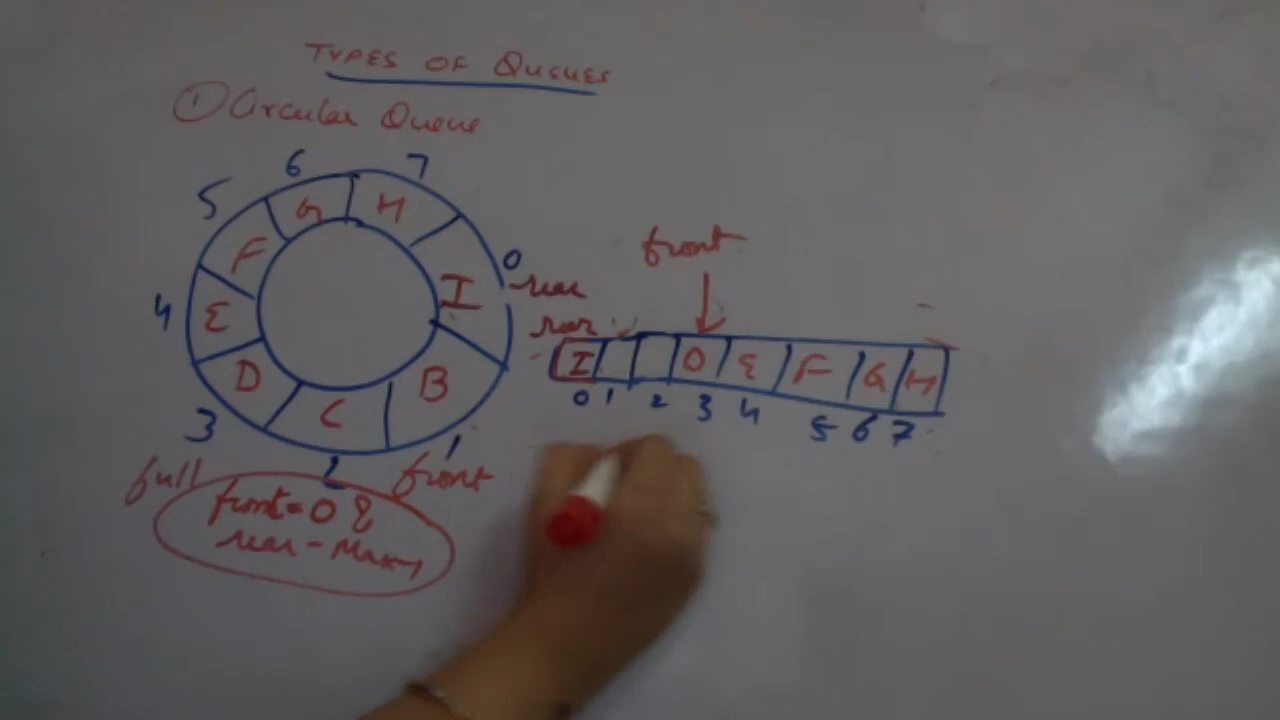 TYPES OF QUEUES
① Circular Queue
6 7
5
G H
F
0
4
E
I
rear
front
rear
D
C
B
I D E F G H
0 1 2 3 4 5 6 7
3
2
1
full
front
front = 0 &
rear - Max-1